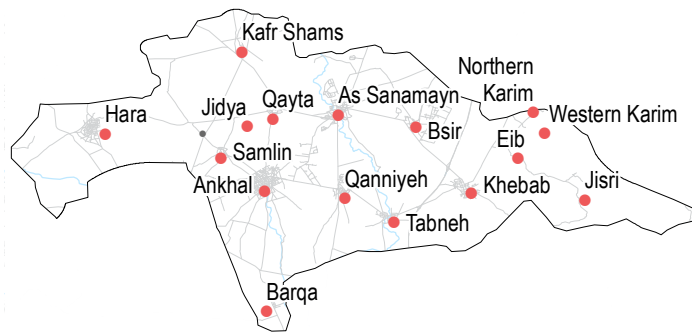 Kafr Shams
Northern
Karim
Hara
Jidya
Qayta
As Sanamayn
Western Karim
Bsir
Eib
Samlin
Ankhal
Qanniyeh
Khebab
Jisri
Tabneh
Barqa